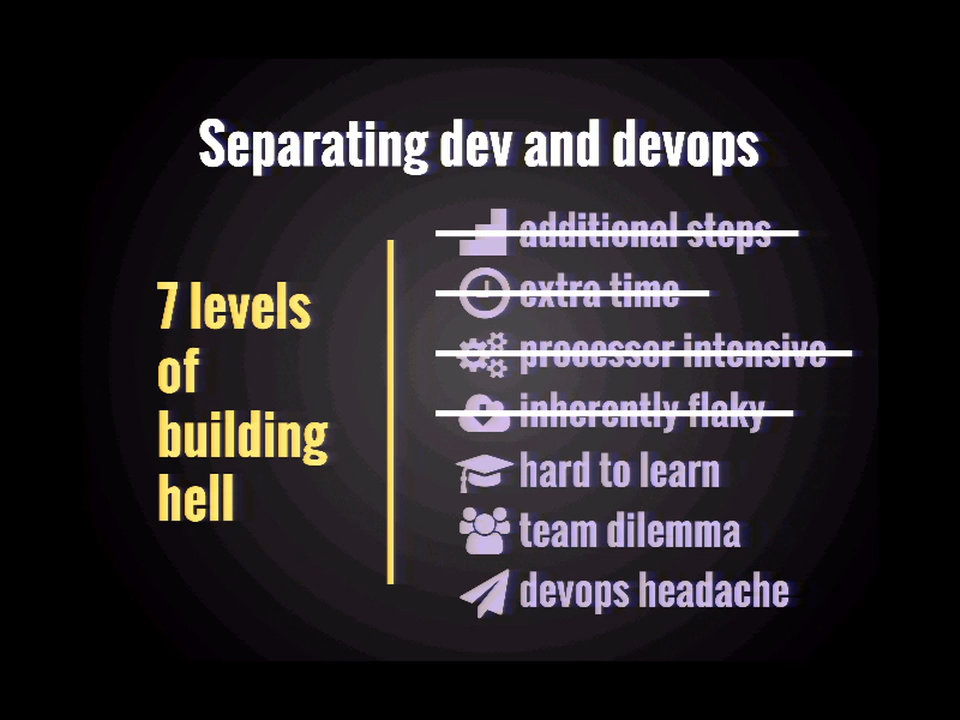 Separating dev and devops
7 levels
of
building
hell
additional steps
extra time
processor intensive
inherently flaky
hard to learn
team dilemma
devops headache